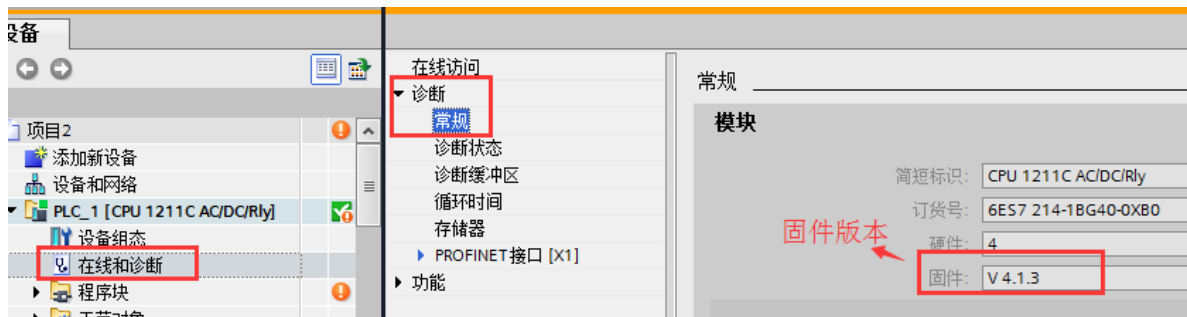 设备
项目2
添加新设备
设备和网络
PLC_1 [CPU 1211C AC/DC/Rly]
设备组态
在线和诊断
程序块
在线访问
诊断
常规
诊断状态
诊断缓冲区
循环时间
存储器
PROFINET接口 [X1]
功能
常规
模块
简短标识: CPU 1211C AC/DC/Rly
订货号: 6ES7 214-1BG40-0XB0
固件版本
硬件: 4
固件: V 4.1.3